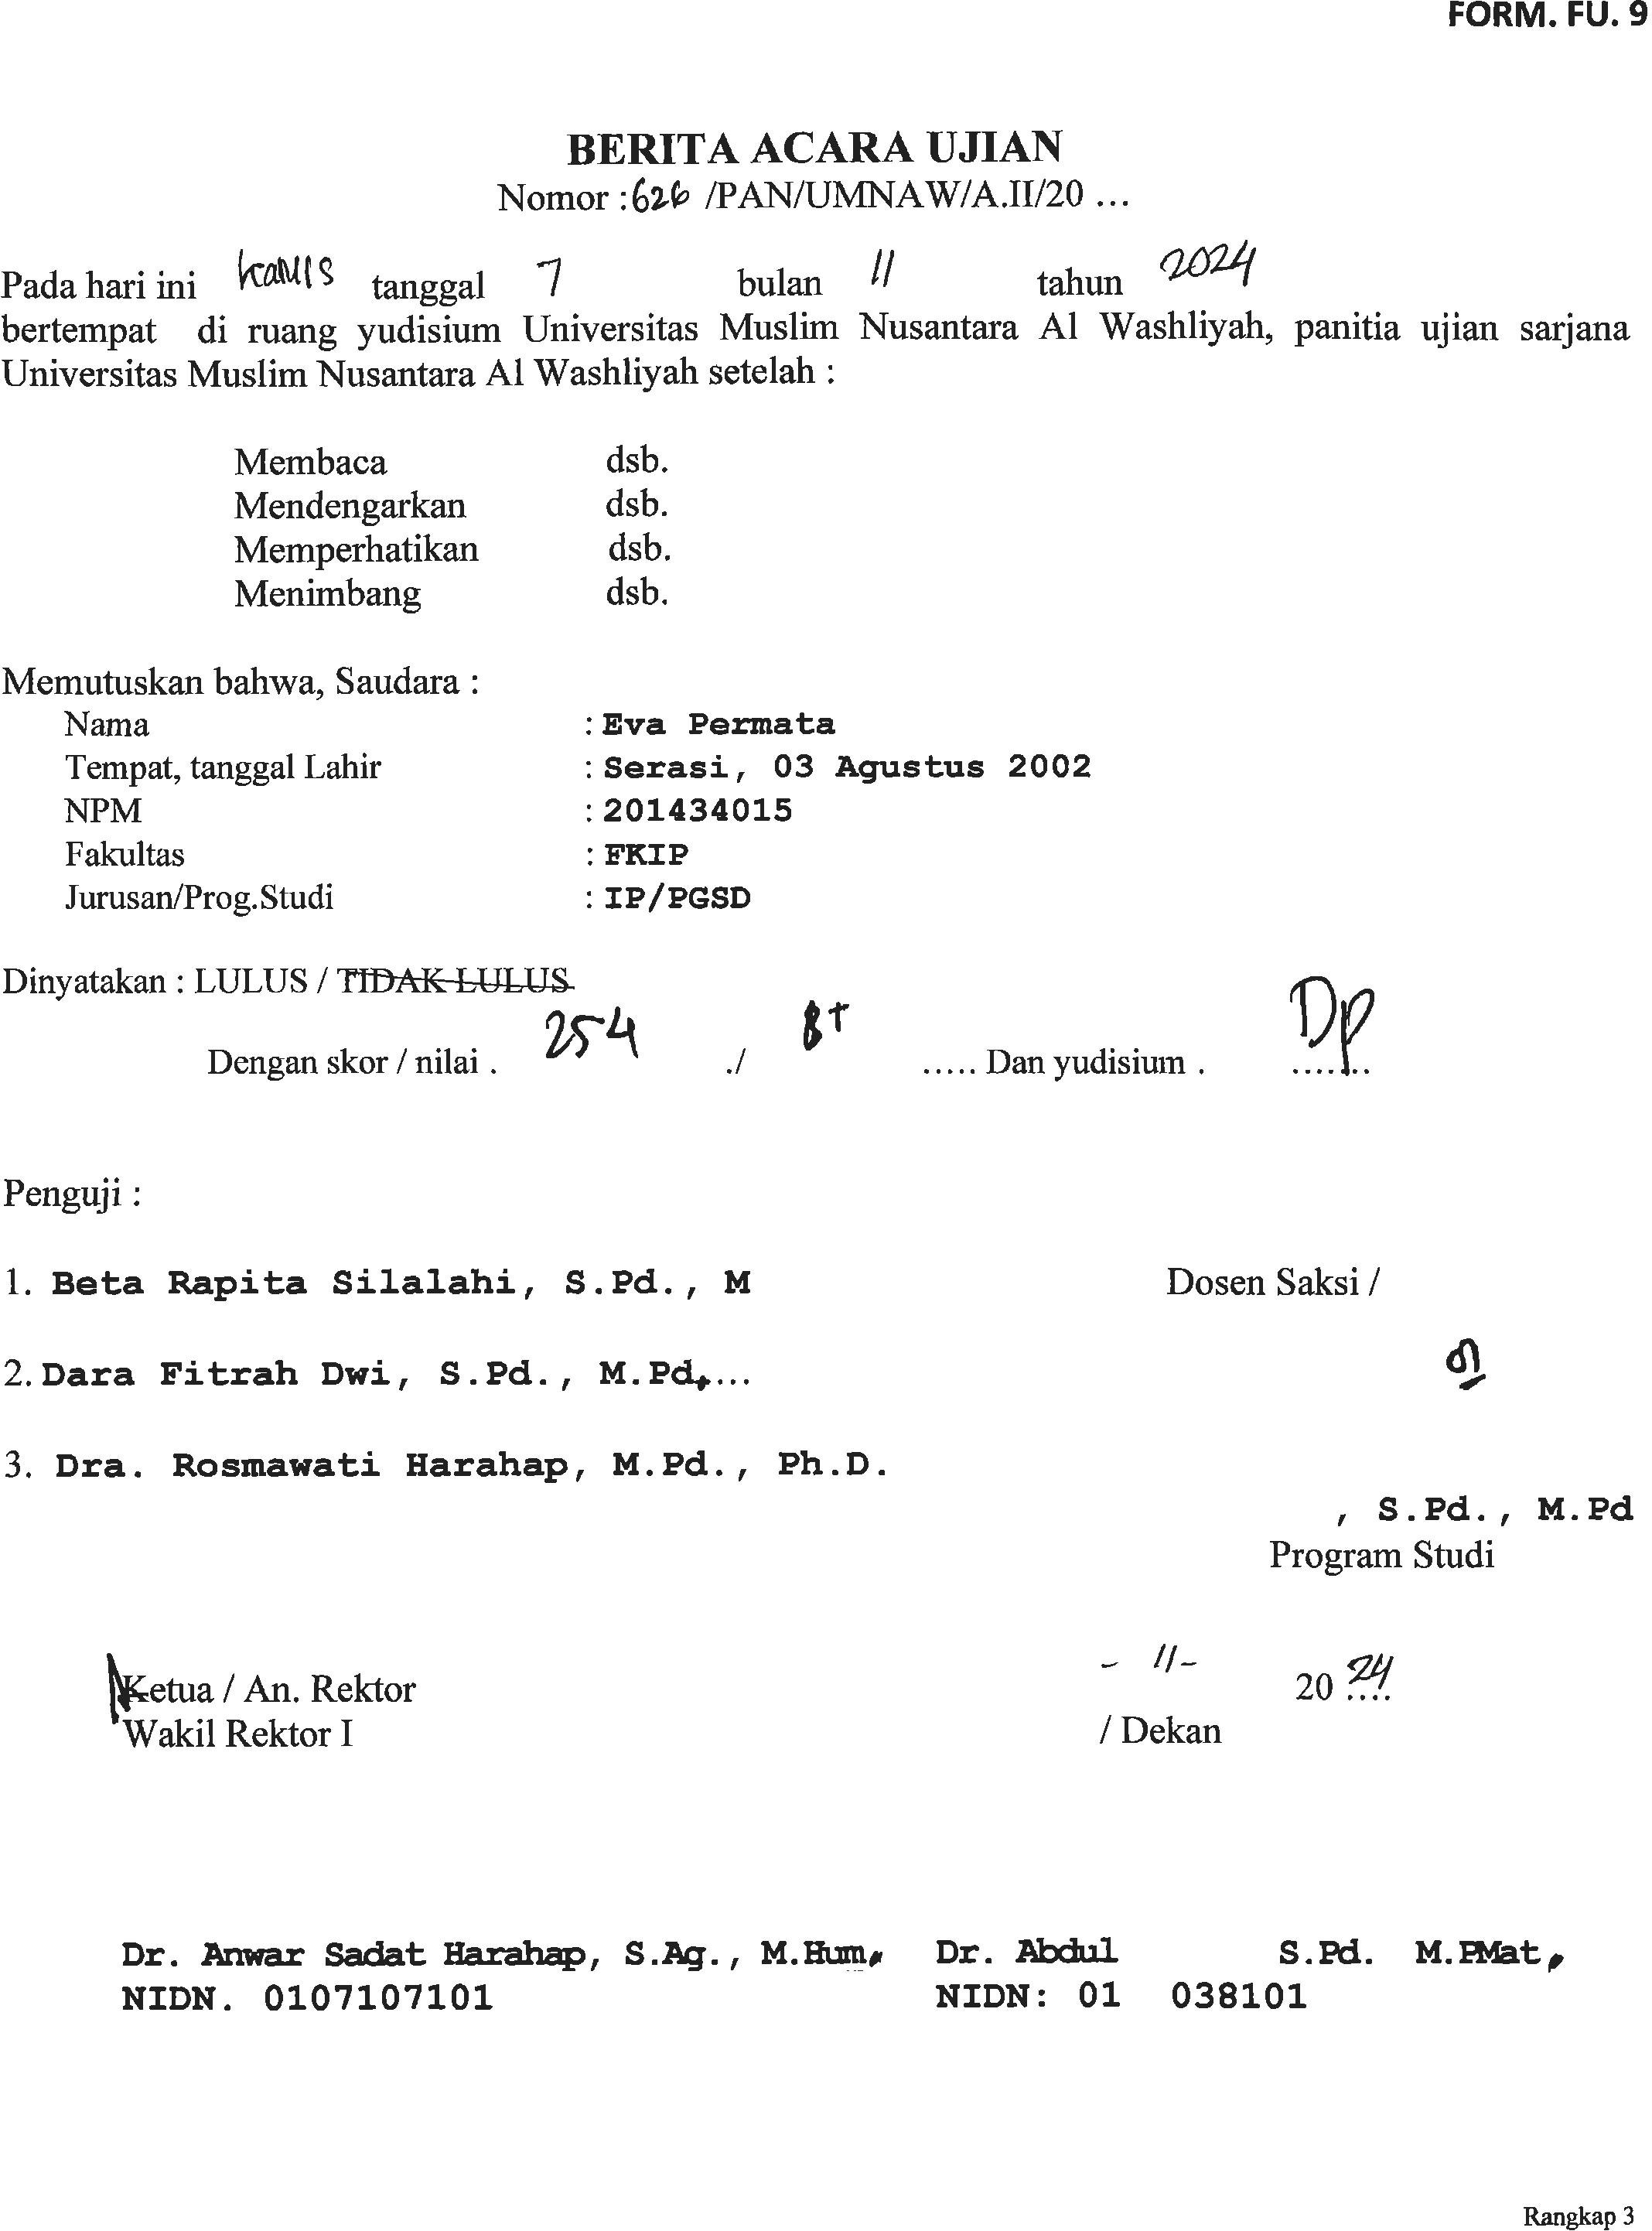 FORM. FU. 9
BERITA ACARA UJIAN
Nomor : 626 /PAN/UMNAW/A.II/20 ...
Pada hari ini Kamis tanggal 7 bulan 11 tahun 2024
bertempat di ruang yudisium Universitas Muslim Nusantara Al Washliyah, panitia ujian sarjana
Universitas Muslim Nusantara Al Washliyah setelah :
Membaca dsb.
Mendengarkan dsb.
Memperhatikan dsb.
Menimbang dsb.
Memutuskan bahwa, Saudara :
Nama : Eva Permata
Tempat, tanggal Lahir : Serasi, 03 Agustus 2002
NPM : 201434015
Fakultas : FKIP
Jurusan/Prog.Studi : IP/PGSD
Dinyatakan : LULUS / TIDAK LULUS
Dengan skor / nilai . 254 ./ B+ ..... Dan yudisium . DP .......
Penguji :
1. Beta Rapita Silalahi, S.Pd., M
Dosen Saksi /
2. Dara Fitrah Dwi, S.Pd., M.Pd. ...
3. Dra. Rosmawati Harahap, M.Pd., Ph.D.
, S.Pd., M.Pd
Program Studi
- 11 - 20 24 ....
Ketua / An. Rektor
Wakil Rektor I / Dekan
Dr. Anwar Sadat Harahap, S.Ag., M.Hum. Dr. Abdul S.Pd. M.PMat.
NIDN. 0107107101 NIDN: 01 038101
Rangkap 3